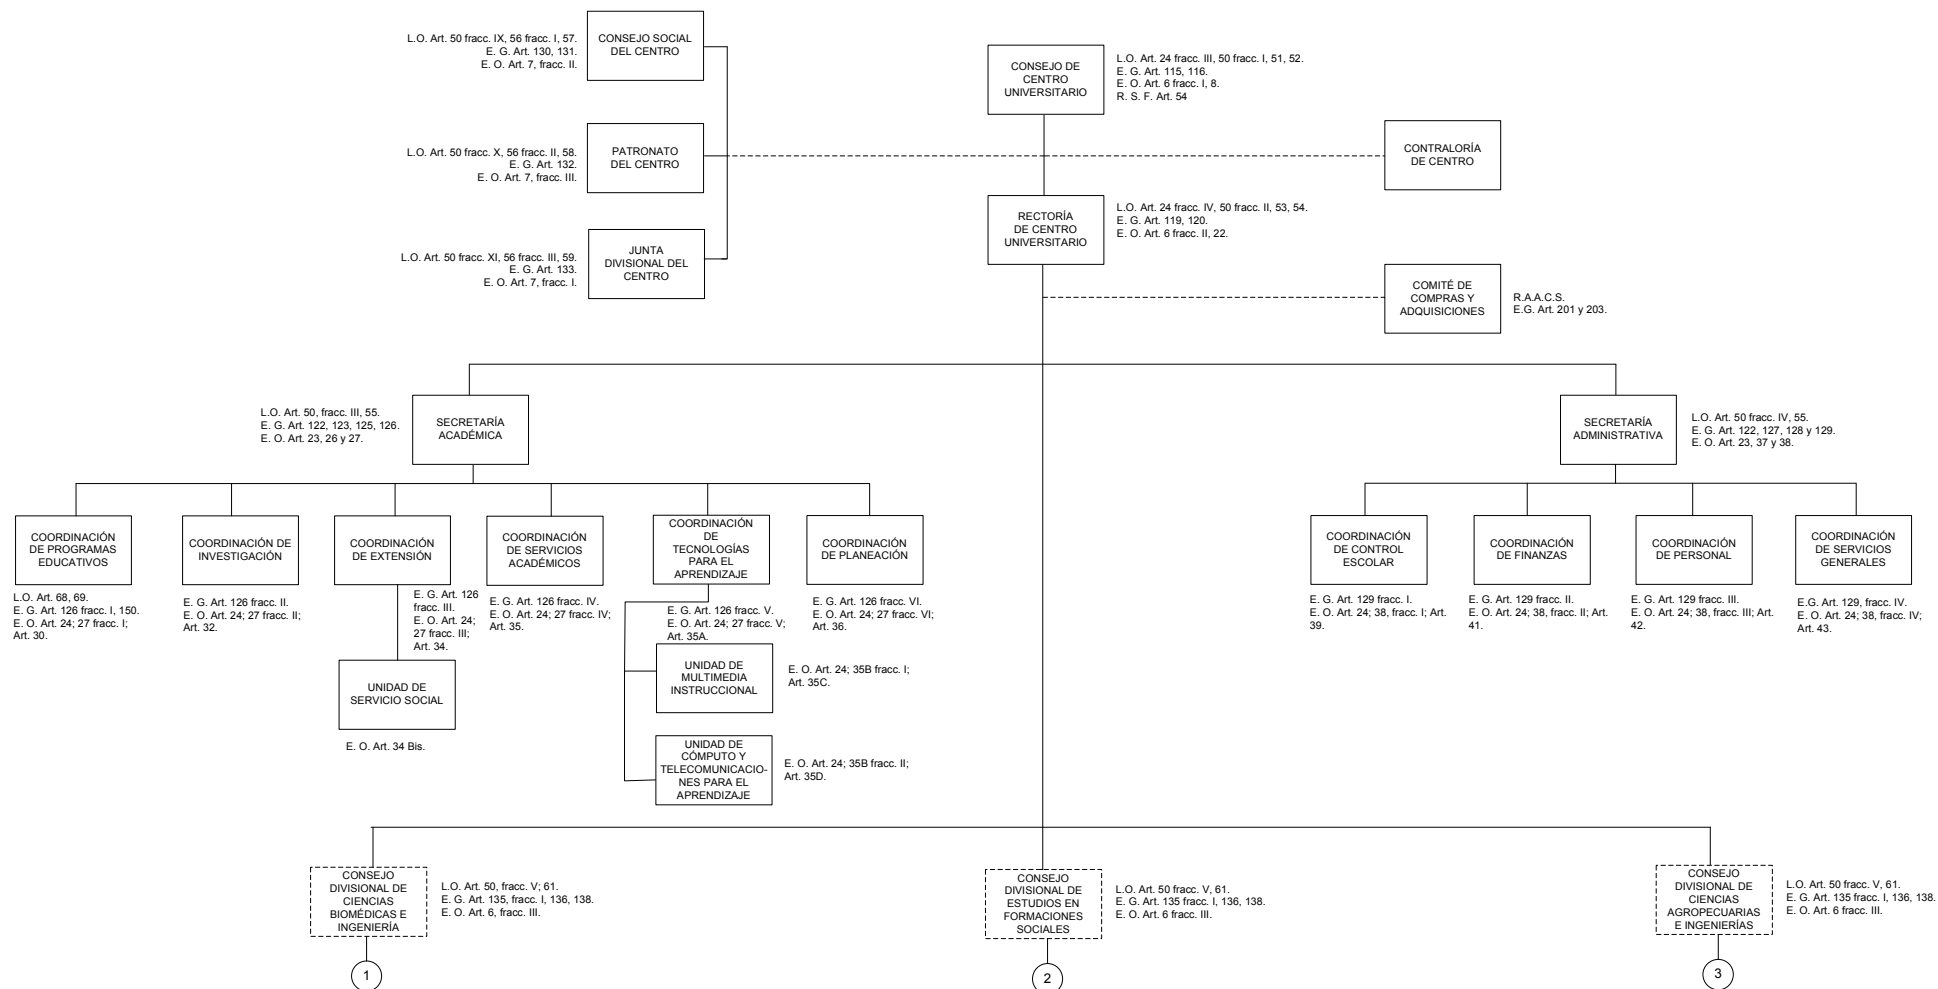 L.O. Art. 50 fracc. IX, 56 fracc. I, 57.
E. G. Art. 130, 131.
E. O. Art. 7, fracc. II.
CONSEJO SOCIAL
DEL CENTRO
CONSEJO DE
CENTRO
UNIVERSITARIO
L.O. Art. 24 fracc. III, 50 fracc. I, 51, 52.
E. G. Art. 115, 116.
E. O. Art. 6 fracc. I, 8.
R. S. F. Art. 54
L.O. Art. 50 fracc. X, 56 fracc. II, 58.
E. G. Art. 132.
E. O. Art. 7, fracc. III.
PATRONATO
DEL CENTRO
CONTRALORÍA
DE CENTRO
L.O. Art. 50 fracc. XI, 56 fracc. III, 59.
E. G. Art. 133.
E. O. Art. 7, fracc. I.
JUNTA
DIVISIONAL DEL
CENTRO
RECTORÍA
DE CENTRO
UNIVERSITARIO
L.O. Art. 24 fracc. IV, 50 fracc. II, 53, 54.
E. G. Art. 119, 120.
E. O. Art. 6 fracc. II, 22.
COMITÉ DE
COMPRAS Y
ADQUISICIONES
R.A.A.C.S.
E.G. Art. 201 y 203.
L.O. Art. 50, fracc. III, 55.
E. G. Art. 122, 123, 125, 126.
E. O. Art. 23, 26 y 27.
SECRETARÍA
ACADÉMICA
SECRETARÍA
ADMINISTRATIVA
L.O. Art. 50 fracc. IV, 55.
E. G. Art. 122, 127, 128 y 129.
E. O. Art. 23, 37 y 38.
COORDINACIÓN
DE PROGRAMAS
EDUCATIVOS
L.O. Art. 68, 69.
E. G. Art. 126 fracc. I, 150.
E. O. Art. 24; 27 fracc. I;
Art. 30.
COORDINACIÓN DE
INVESTIGACIÓN
E. G. Art. 126 fracc. II.
E. O. Art. 24; 27 fracc. II;
Art. 32.
COORDINACIÓN
DE EXTENSIÓN
E. G. Art. 126
fracc. III.
E. O. Art. 24;
27 fracc. III;
Art. 34.
UNIDAD DE
SERVICIO SOCIAL
E. O. Art. 34 Bis.
COORDINACIÓN
DE SERVICIOS
ACADÉMICOS
E. G. Art. 126 fracc. IV.
E. O. Art. 24; 27 fracc. IV;
Art. 35.
COORDINACIÓN
DE
TECNOLOGÍAS
PARA EL
APRENDIZAJE
E. G. Art. 126 fracc. V.
E. O. Art. 24; 27 fracc. V;
Art. 35A.
UNIDAD DE
MULTIMEDIA
INSTRUCCIONAL
E. O. Art. 24; 35B fracc. I;
Art. 35C.
UNIDAD DE
CÓMPUTO Y
TELECOMUNICACIO-
NES PARA EL
APRENDIZAJE
E. O. Art. 24; 35B fracc. II;
Art. 35D.
COORDINACIÓN
DE PLANEACIÓN
E. G. Art. 126 fracc. VI.
E. O. Art. 24; 27 fracc. VI;
Art. 36.
COORDINACIÓN
DE CONTROL
ESCOLAR
E. G. Art. 129 fracc. I.
E. O. Art. 24; 38, fracc. I; Art.
39.
COORDINACIÓN
DE FINANZAS
E. G. Art. 129 fracc. II.
E. O. Art. 24; 38, fracc. II; Art.
41.
COORDINACIÓN
DE PERSONAL
E. G. Art. 129 fracc. III.
E. O. Art. 24; 38, fracc. III; Art.
42.
COORDINACIÓN
DE SERVICIOS
GENERALES
E.G. Art. 129, fracc. IV.
E. O. Art. 24; 38, fracc. IV;
Art. 43.
CONSEJO
DIVISIONAL DE
CIENCIAS
BIOMÉDICAS E
INGENIERÍA
L.O. Art. 50, fracc. V; 61.
E. G. Art. 135, fracc. I, 136, 138.
E. O. Art. 6, fracc. III.
1
CONSEJO
DIVISIONAL DE
ESTUDIOS EN
FORMACIONES
SOCIALES
L.O. Art. 50 fracc. V, 61.
E. G. Art. 135 fracc. I, 136, 138.
E. O. Art. 6 fracc. III.
2
CONSEJO
DIVISIONAL DE
CIENCIAS
AGROPECUARIAS
E INGENIERÍAS
L.O. Art. 50 fracc. V, 61.
E. G. Art. 135 fracc. I, 136, 138.
E. O. Art. 6 fracc. III.
3